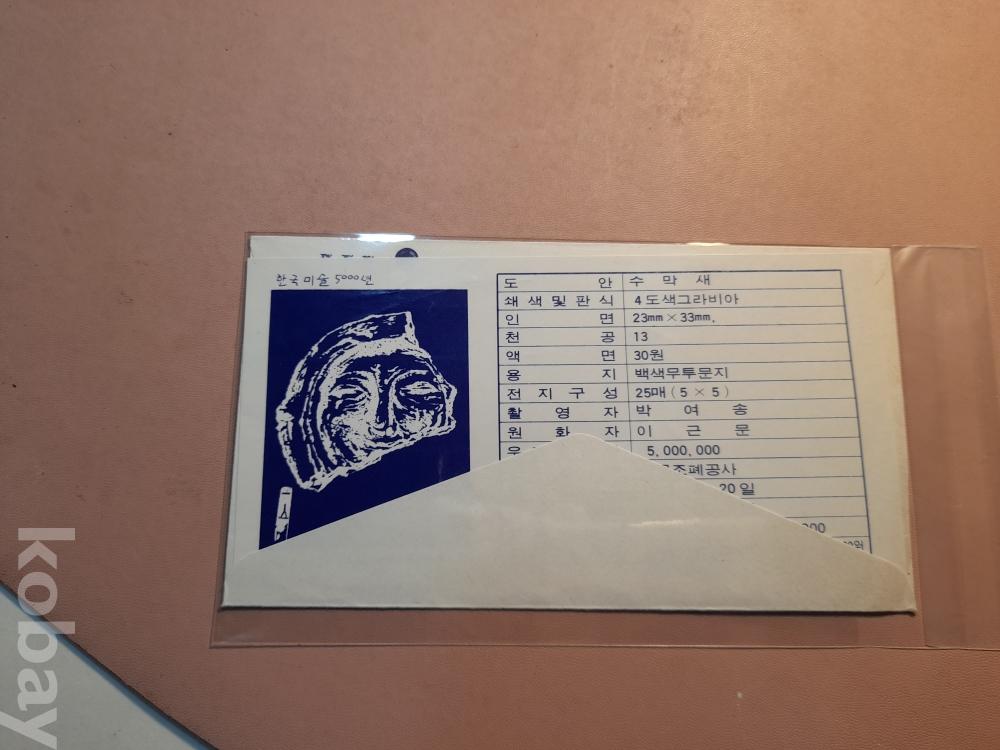 한국미술 5000년
도 안 수 막 새
쇄색및판식 4도색그라비아
인 면 23mm × 33mm.
천 공 13
액 면 30원
용 지 백색무투문지
전지구성 25매 ( 5 × 5 )
촬영자 박 여 송
원화자 이 근 문
우 5,000,000
조폐공사
20일
000
kobay